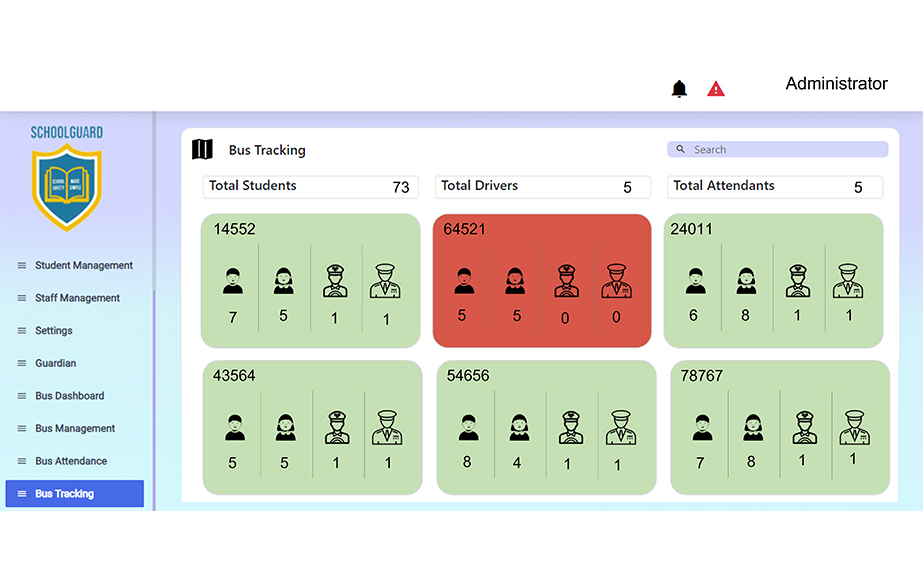 Administrator
SCHOOLGUARD
SCHOOL MADE
SAFETY SIMPLE
Student Management
Staff Management
Settings
Guardian
Bus Dashboard
Bus Management
Bus Attendance
Bus Tracking
Bus Tracking
Search
Total Students 73
Total Drivers 5
Total Attendants 5
14552
7 5 1 1
64521
5 5 0 0
24011
6 8 1 1
43564
5 5 1 1
54656
8 4 1 1
78767
7 8 1 1